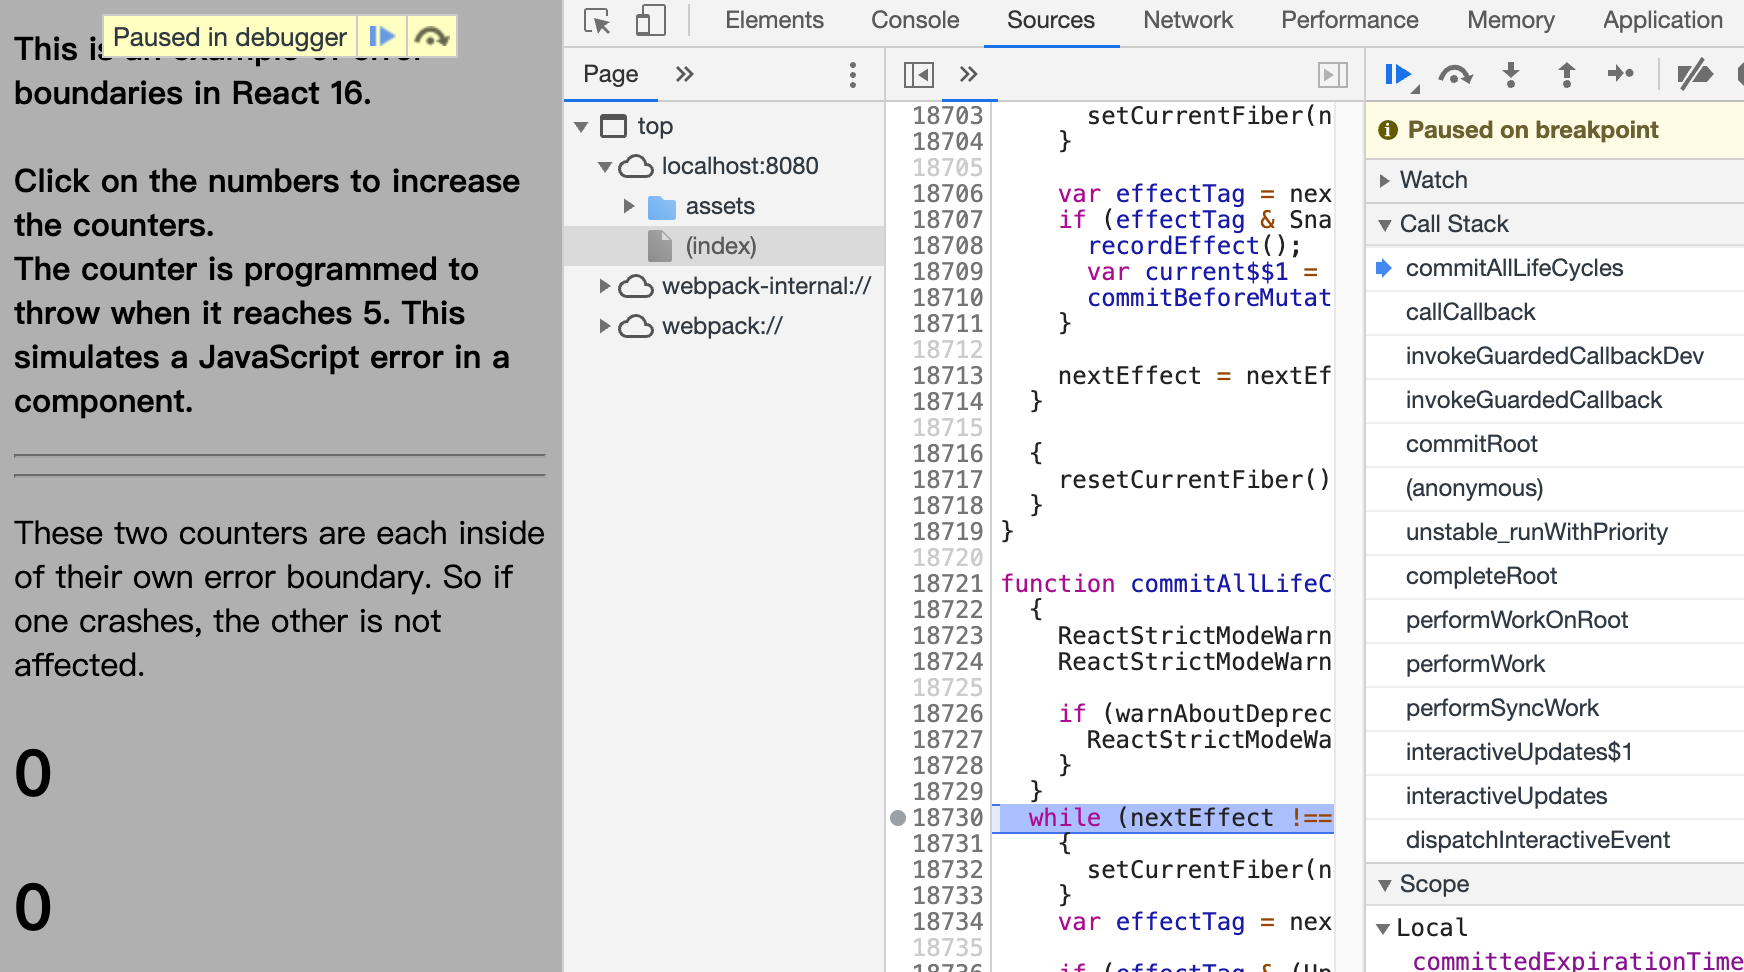 Paused in debugger
This is an example of error
boundaries in React 16.
Click on the numbers to increase
the counters.
The counter is programmed to
throw when it reaches 5. This
simulates a JavaScript error in a
component.
These two counters are each inside
of their own error boundary. So if
one crashes, the other is not
affected.
0
0
Elements Console Sources Network Performance Memory Application
Page
top
localhost:8080
assets
(index)
webpack-internal://
webpack://
18703 setCurrentFiber(n
18704 }
18705
18706 var effectTag = nex
18707 if (effectTag & Sna
18708 recordEffect();
18709 var current$$1 =
18710 commitBeforeMutat
18711 }
18712
18713 nextEffect = nextEf
18714 }
18715
18716 {
18717 resetCurrentFiber()
18718 }
18719 }
18720
18721 function commitAllLifeC
18722 {
18723 ReactStrictModeWarn
18724 ReactStrictModeWarn
18725
18726 if (warnAboutDeprec
18727 ReactStrictModeWa
18728 }
18729 }
18730 while (nextEffect !==
18731 {
18732 setCurrentFiber(n
18733 }
18734 var effectTag = nex
18735
18736 if (effectTag & (Up
Paused on breakpoint
Watch
Call Stack
commitAllLifeCycles
callCallback
invokeGuardedCallbackDev
invokeGuardedCallback
commitRoot
(anonymous)
unstable_runWithPriority
completeRoot
performWorkOnRoot
performWork
performSyncWork
interactiveUpdates$1
interactiveUpdates
dispatchInteractiveEvent
Scope
Local
committedExpirationTime